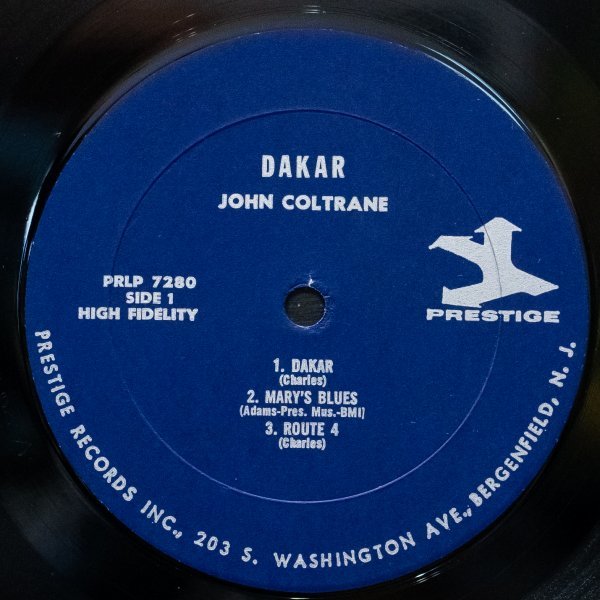 DAKAR
JOHN COLTRANE
PRLP 7280
SIDE 1
HIGH FIDELITY
PRESTIGE
1. DAKAR
(Charles)
2. MARY'S BLUES
(Adams-Pres. Mus.-BMI)
3. ROUTE 4
(Charles)
PRESTIGE RECORDS INC., 203 S. WASHINGTON AVE., BERGENFIELD, N. J.